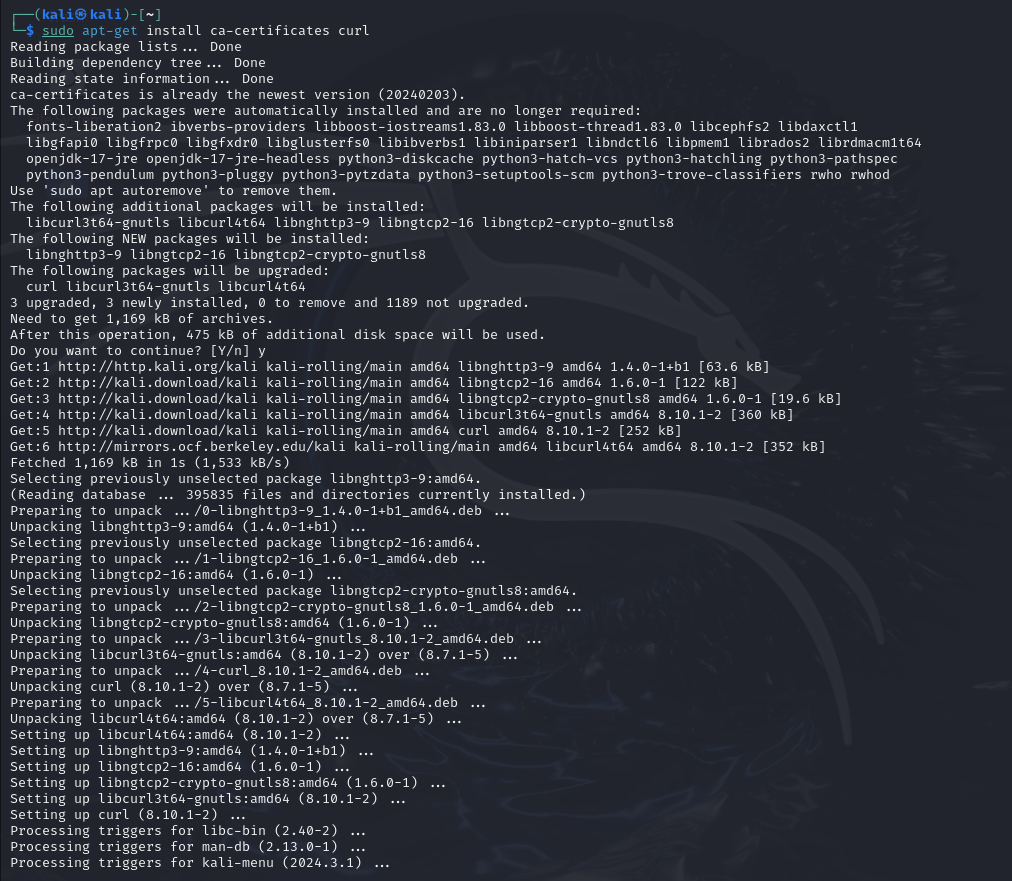 ┌──(kali㉿kali)-[~]
└─$ sudo apt-get install ca-certificates curl
Reading package lists... Done
Building dependency tree... Done
Reading state information... Done
ca-certificates is already the newest version (20240203).
The following packages were automatically installed and are no longer required:
  fonts-liberation2 ibverbs-providers libboost-iostreams1.83.0 libboost-thread1.83.0 libcephfs2 libdaxctl1
  libgfapi0 libgfrpc0 libgfxdr0 libglusterfs0 libibverbs1 libiniparser1 libndctl6 libpmem1 librados2 librdmacm1t64
  openjdk-17-jre openjdk-17-jre-headless python3-diskcache python3-hatch-vcs python3-hatchling python3-pathspec
  python3-pendulum python3-pluggy python3-pytzdata python3-setuptools-scm python3-trove-classifiers rwho rwhod
Use 'sudo apt autoremove' to remove them.
The following additional packages will be installed:
  libcurl3t64-gnutls libcurl4t64 libnghttp3-9 libngtcp2-16 libngtcp2-crypto-gnutls8
The following NEW packages will be installed:
  libnghttp3-9 libngtcp2-16 libngtcp2-crypto-gnutls8
The following packages will be upgraded:
  curl libcurl3t64-gnutls libcurl4t64
3 upgraded, 3 newly installed, 0 to remove and 1189 not upgraded.
Need to get 1,169 kB of archives.
After this operation, 475 kB of additional disk space will be used.
Do you want to continue? [Y/n] y
Get:1 http://http.kali.org/kali kali-rolling/main amd64 libnghttp3-9 amd64 1.4.0-1+b1 [63.6 kB]
Get:2 http://kali.download/kali kali-rolling/main amd64 libngtcp2-16 amd64 1.6.0-1 [122 kB]
Get:3 http://kali.download/kali kali-rolling/main amd64 libngtcp2-crypto-gnutls8 amd64 1.6.0-1 [19.6 kB]
Get:4 http://kali.download/kali kali-rolling/main amd64 libcurl3t64-gnutls amd64 8.10.1-2 [360 kB]
Get:5 http://kali.download/kali kali-rolling/main amd64 curl amd64 8.10.1-2 [252 kB]
Get:6 http://mirrors.ocf.berkeley.edu/kali kali-rolling/main amd64 libcurl4t64 amd64 8.10.1-2 [352 kB]
Fetched 1,169 kB in 1s (1,533 kB/s)
Selecting previously unselected package libnghttp3-9:amd64.
(Reading database ... 395835 files and directories currently installed.)
Preparing to unpack .../0-libnghttp3-9_1.4.0-1+b1_amd64.deb ...
Unpacking libnghttp3-9:amd64 (1.4.0-1+b1) ...
Selecting previously unselected package libngtcp2-16:amd64.
Preparing to unpack .../1-libngtcp2-16_1.6.0-1_amd64.deb ...
Unpacking libngtcp2-16:amd64 (1.6.0-1) ...
Selecting previously unselected package libngtcp2-crypto-gnutls8:amd64.
Preparing to unpack .../2-libngtcp2-crypto-gnutls8_1.6.0-1_amd64.deb ...
Unpacking libngtcp2-crypto-gnutls8:amd64 (1.6.0-1) ...
Preparing to unpack .../3-libcurl3t64-gnutls_8.10.1-2_amd64.deb ...
Unpacking libcurl3t64-gnutls:amd64 (8.10.1-2) over (8.7.1-5) ...
Preparing to unpack .../4-curl_8.10.1-2_amd64.deb ...
Unpacking curl (8.10.1-2) over (8.7.1-5) ...
Preparing to unpack .../5-libcurl4t64_8.10.1-2_amd64.deb ...
Unpacking libcurl4t64:amd64 (8.10.1-2) over (8.7.1-5) ...
Setting up libcurl4t64:amd64 (8.10.1-2) ...
Setting up libnghttp3-9:amd64 (1.4.0-1+b1) ...
Setting up libngtcp2-16:amd64 (1.6.0-1) ...
Setting up libngtcp2-crypto-gnutls8:amd64 (1.6.0-1) ...
Setting up libcurl3t64-gnutls:amd64 (8.10.1-2) ...
Setting up curl (8.10.1-2) ...
Processing triggers for libc-bin (2.40-2) ...
Processing triggers for man-db (2.13.0-1) ...
Processing triggers for kali-menu (2024.3.1) ...